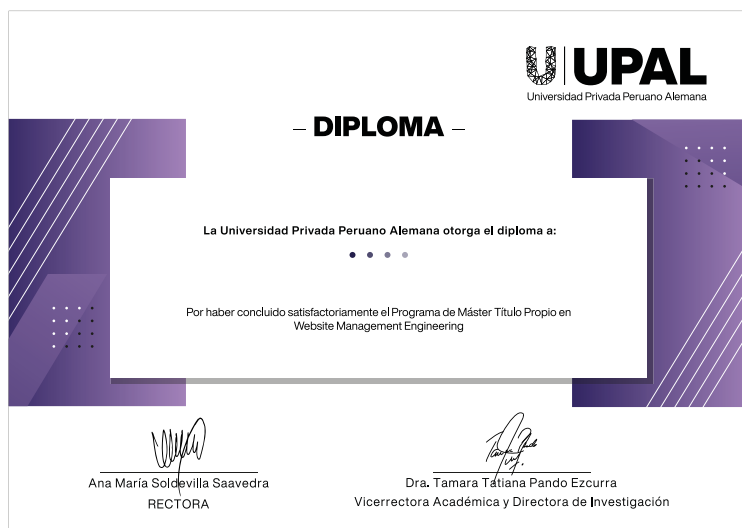 UPAL
Universidad Privada Peruano Alemana
– DIPLOMA –
La Universidad Privada Peruano Alemana otorga el diploma a:
Por haber concluido satisfactoriamente el Programa de Máster Título Propio en
Website Management Engineering
Ana María Soldevilla Saavedra
RECTORA
Dra. Tamara Tatiana Pando Ezcurra
Vicerrectora Académica y Directora de Investigación